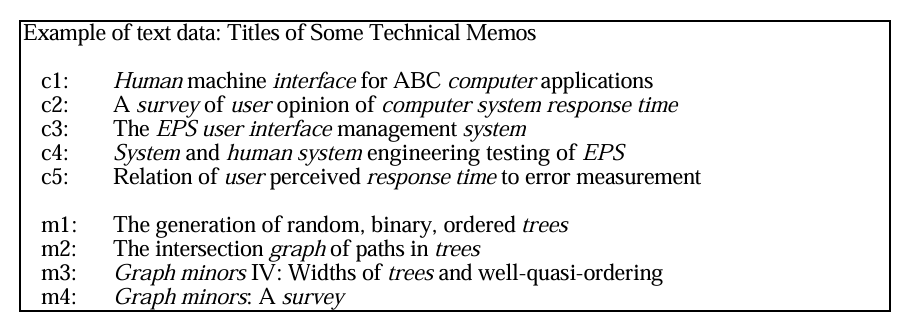 Example of text data: Titles of Some Technical Memos
c1: Human machine interface for ABC computer applications
c2: A survey of user opinion of computer system response time
c3: The EPS user interface management system
c4: System and human system engineering testing of EPS
c5: Relation of user perceived response time to error measurement
m1: The generation of random, binary, ordered trees
m2: The intersection graph of paths in trees
m3: Graph minors IV: Widths of trees and well-quasi-ordering
m4: Graph minors: A survey